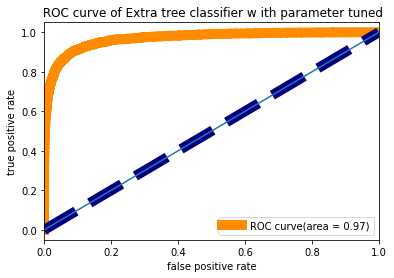 ROC curve of Extra tree classifier w ith parameter tuned
1.0
0.8
0.6
0.4
0.2
0.0
true positive rate
0.0 0.2 0.4 0.6 0.8 1.0
false positive rate
ROC curve(area = 0.97)